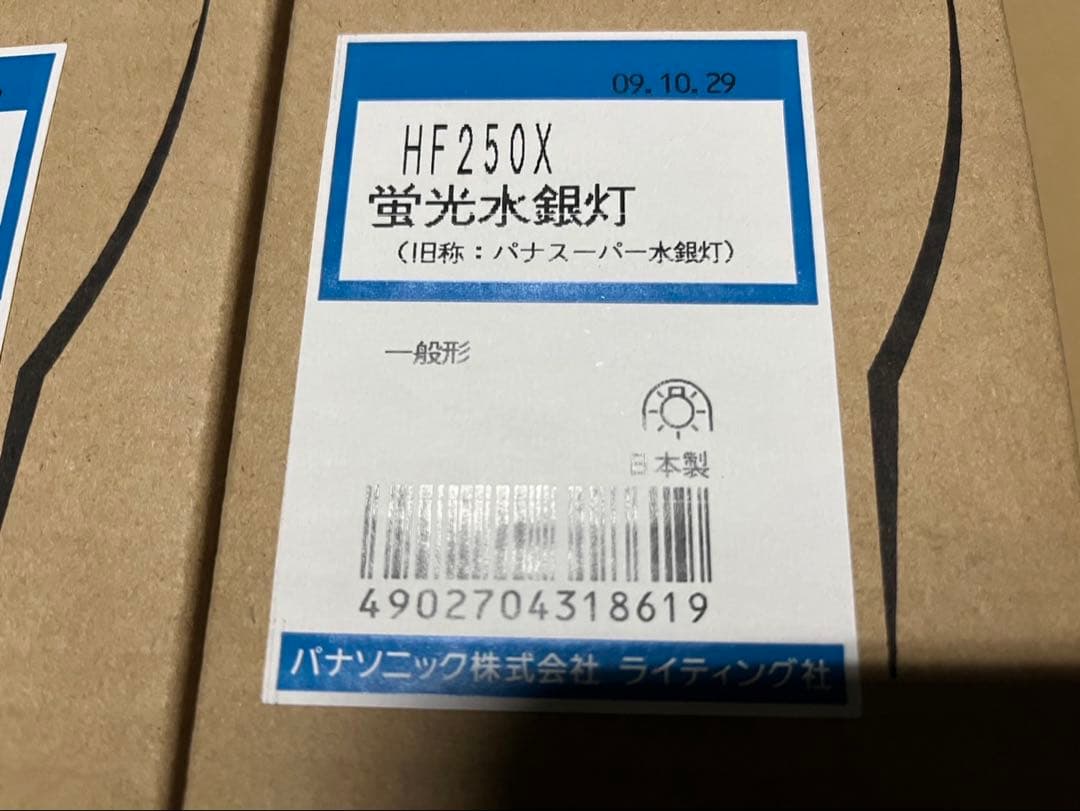 09.10.29
HF250X
蛍光水銀灯
(旧称:パナスーパー水銀灯)
一般形
日本製
4902704318619
パナソニック株式会社 ライティング社